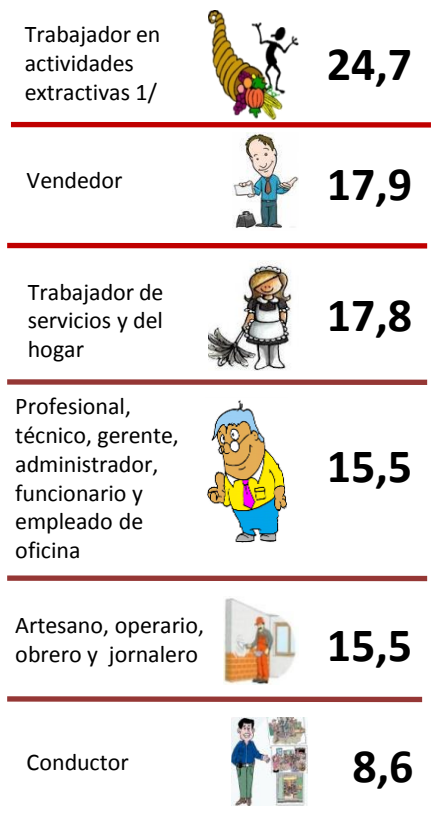 Trabajador en
actividades
extractivas 1/
24,7
Vendedor
17,9
Trabajador de
servicios y del
hogar
17,8
Profesional,
técnico, gerente,
administrador,
funcionario y
empleado de
oficina
15,5
Artesano, operario,
obrero y jornalero
15,5
Conductor
8,6